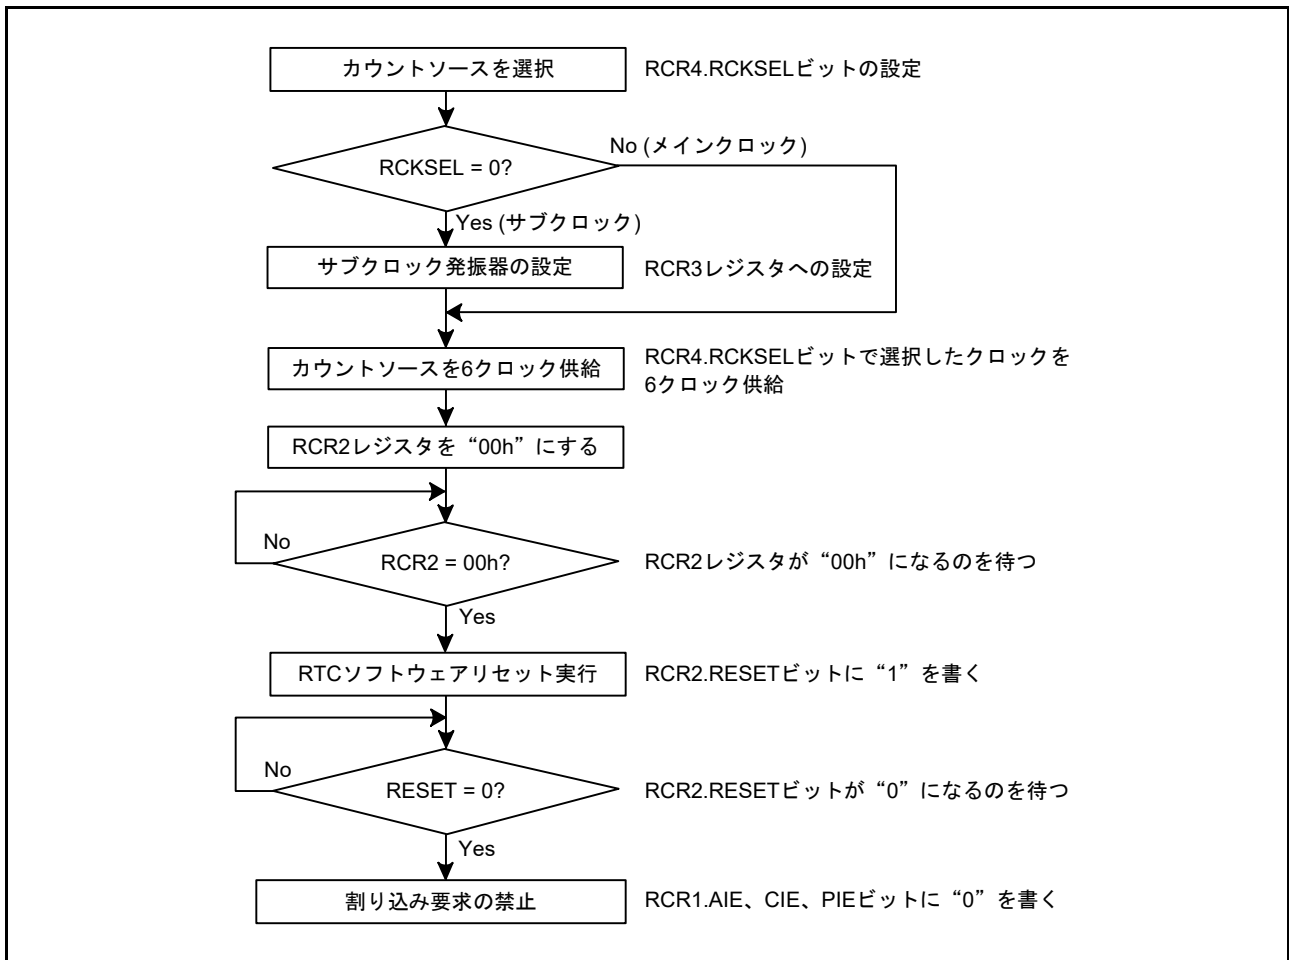 カウントソースを選択
RCR4.RCKSELビットの設定
RCKSEL = 0?
No (メインクロック)
Yes (サブクロック)
サブクロック発振器の設定
RCR3レジスタへの設定
カウントソースを6クロック供給
RCR4.RCKSELビットで選択したクロックを
6クロック供給
RCR2レジスタを“00h”にする
No
RCR2 = 00h?
RCR2レジスタが“00h”になるのを待つ
Yes
RTCソフトウェアリセット実行
RCR2.RESETビットに“1”を書く
No
RESET = 0?
RCR2.RESETビットが“0”になるのを待つ
Yes
割り込み要求の禁止
RCR1.AIE、CIE、PIEビットに“0”を書く